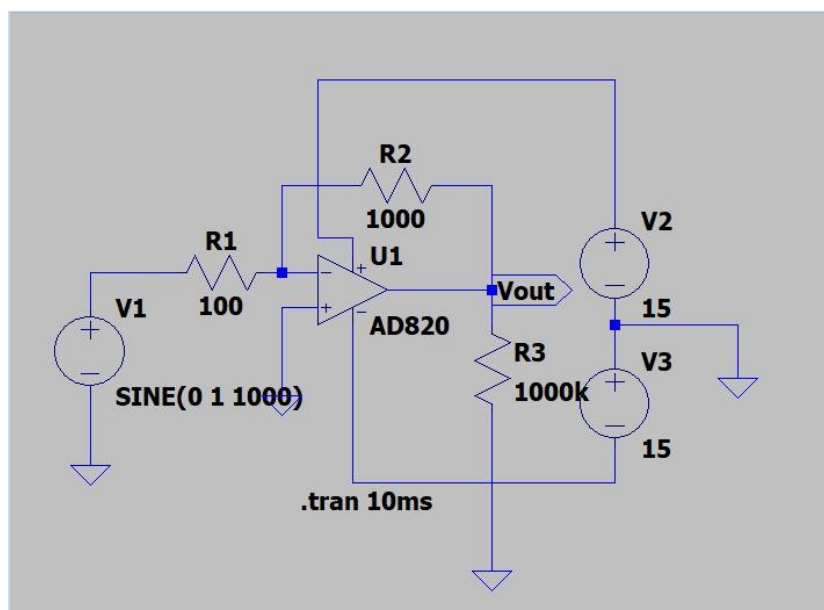 R2
1000
V2
R1
U1
Vout
V1
100
AD820
15
R3
V3
SINE(0 1 1000)
1000k
15
.tran 10ms